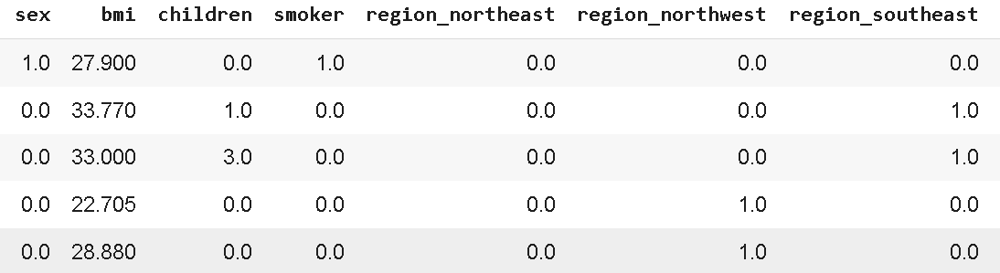 sex bmi children smoker region_northeast region_northwest region_southeast
1.0 27.900 0.0 1.0 0.0 0.0 0.0
0.0 33.770 1.0 0.0 0.0 0.0 1.0
0.0 33.000 3.0 0.0 0.0 0.0 1.0
0.0 22.705 0.0 0.0 0.0 1.0 0.0
0.0 28.880 0.0 0.0 0.0 1.0 0.0